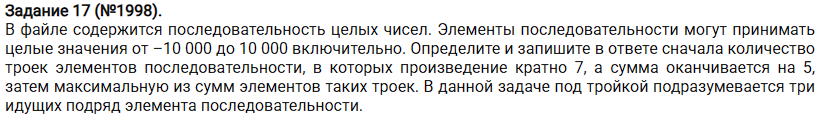 Задание 17 (№1998).
В файле содержится последовательность целых чисел. Элементы последовательности могут принимать
целые значения от −10 000 до 10 000 включительно. Определите и запишите в ответе сначала количество
троек элементов последовательности, в которых произведение кратно 7, а сумма оканчивается на 5,
затем максимальную из сумм элементов таких троек. В данной задаче под тройкой подразумевается три
идущих подряд элемента последовательности.